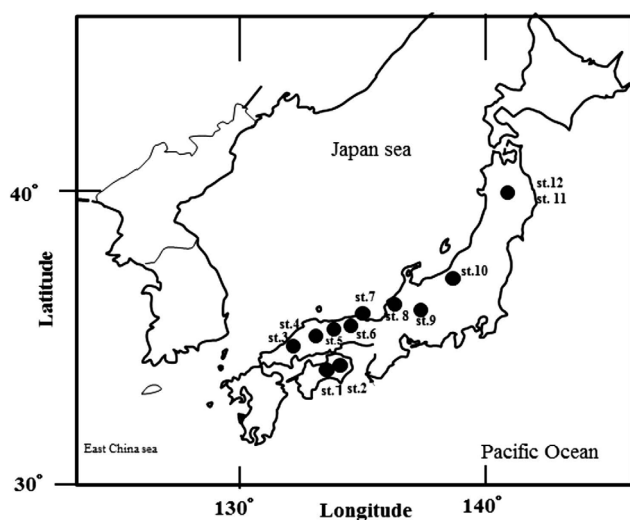 Japan sea
40°
st.12
st. 11
st.10
st.7
st.4
st. 8
st.9
st.3
st.5
st.6
st. 1
st.2
Latitude
East China sea
Pacific Ocean
30°
130°
140°
Longitude